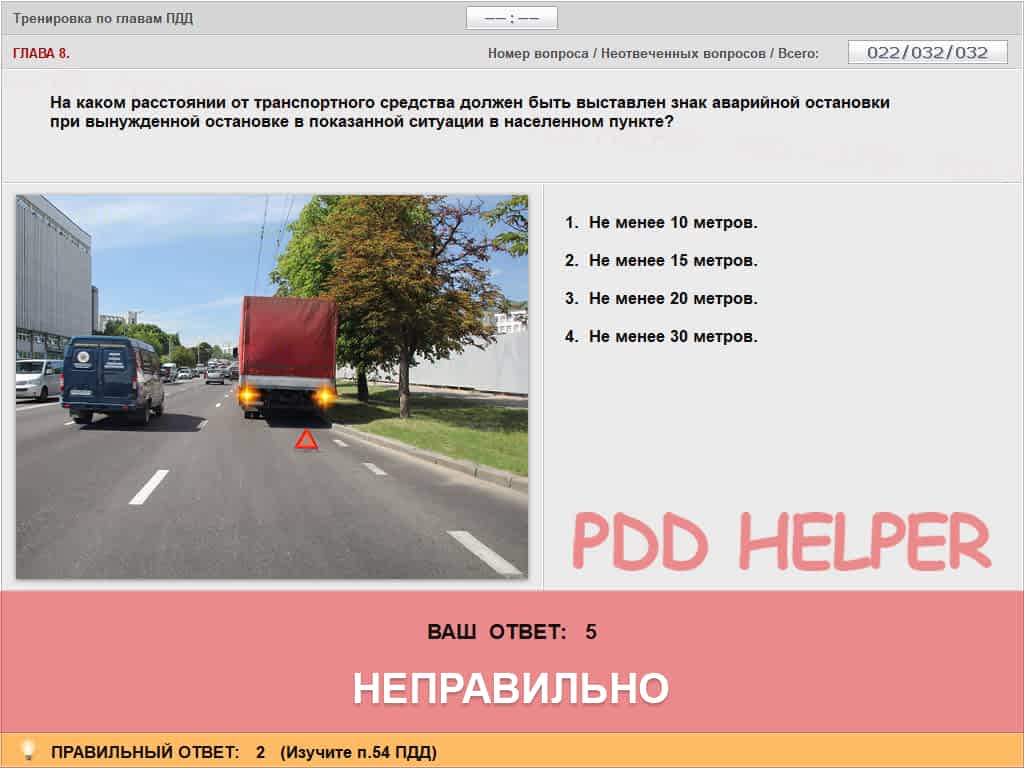 Тренировка по главам ПДД
–– : ––
ГЛАВА 8.
Номер вопроса / Неотвеченных вопросов / Всего:
022/032/032
На каком расстоянии от транспортного средства должен быть выставлен знак аварийной остановки
при вынужденной остановке в показанной ситуации в населенном пункте?
1. Не менее 10 метров.
2. Не менее 15 метров.
3. Не менее 20 метров.
4. Не менее 30 метров.
PDD HELPER
ВАШ ОТВЕТ: 5
НЕПРАВИЛЬНО
ПРАВИЛЬНЫЙ ОТВЕТ: 2 (Изучите п.54 ПДД)